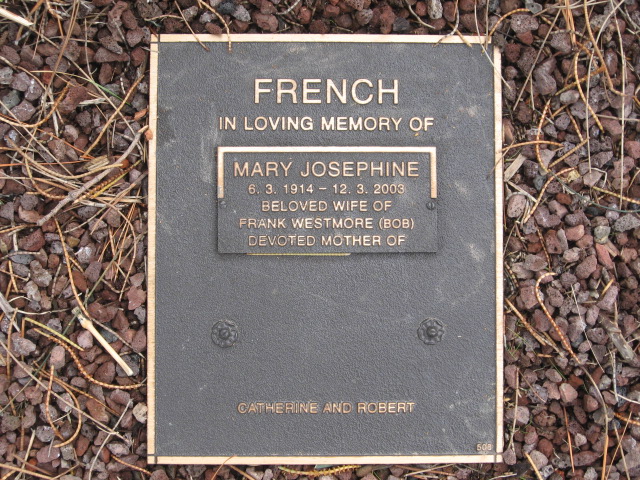 FRENCH
IN LOVING MEMORY OF
MARY JOSEPHINE
6. 3. 1914 – 12. 3. 2003
BELOVED WIFE OF
FRANK WESTMORE (BOB)
DEVOTED MOTHER OF
CATHERINE AND ROBERT
508